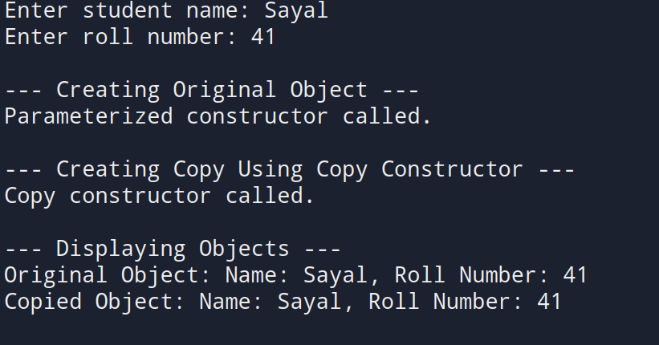 Enter student name: Sayal
Enter roll number: 41
--- Creating Original Object ---
Parameterized constructor called.
--- Creating Copy Using Copy Constructor ---
Copy constructor called.
--- Displaying Objects ---
Original Object: Name: Sayal, Roll Number: 41
Copied Object: Name: Sayal, Roll Number: 41